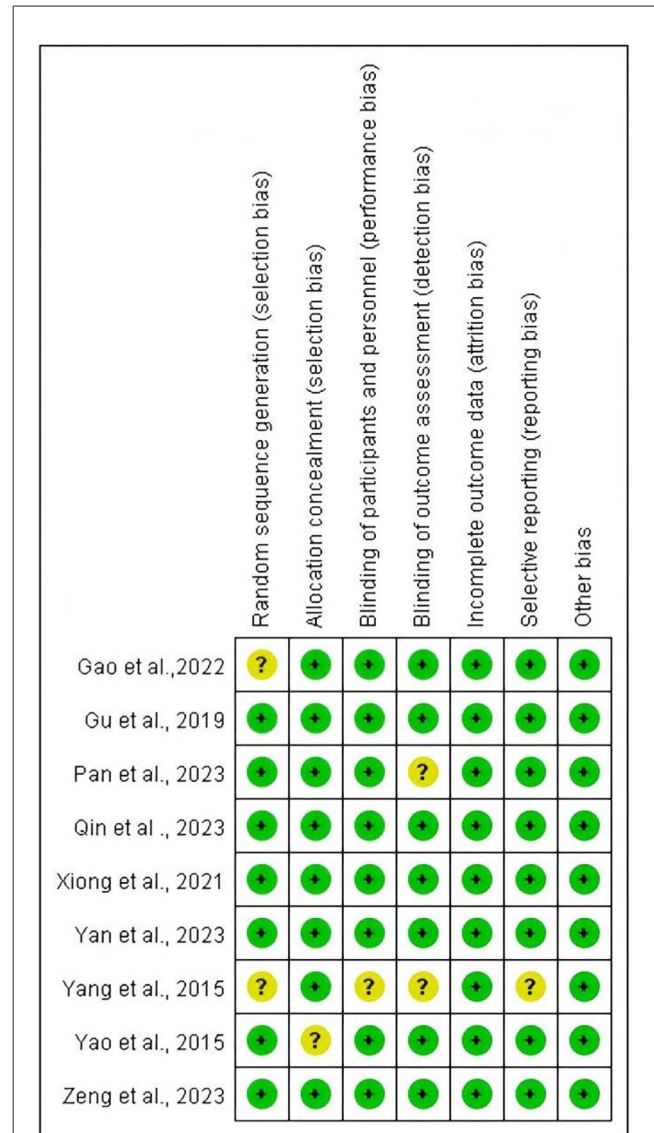 Random sequence generation (selection bias)
Allocation concealment (selection bias)
Blinding of participants and personnel (performance bias)
Blinding of outcome assessment (detection bias)
Incomplete outcome data (attrition bias)
Selective reporting (reporting bias)
Other bias
Gao et al.,2022 ? + + + + + +
Gu et al., 2019 + + + + + + +
Pan et al., 2023 + + + ? + + +
Qin et al ., 2023 + + + + + + +
Xiong et al., 2021 + + + + + + +
Yan et al., 2023 + + + + + + +
Yang et al., 2015 ? + ? ? + ? +
Yao et al., 2015 + ? + + + + +
Zeng et al., 2023 + + + + + + +